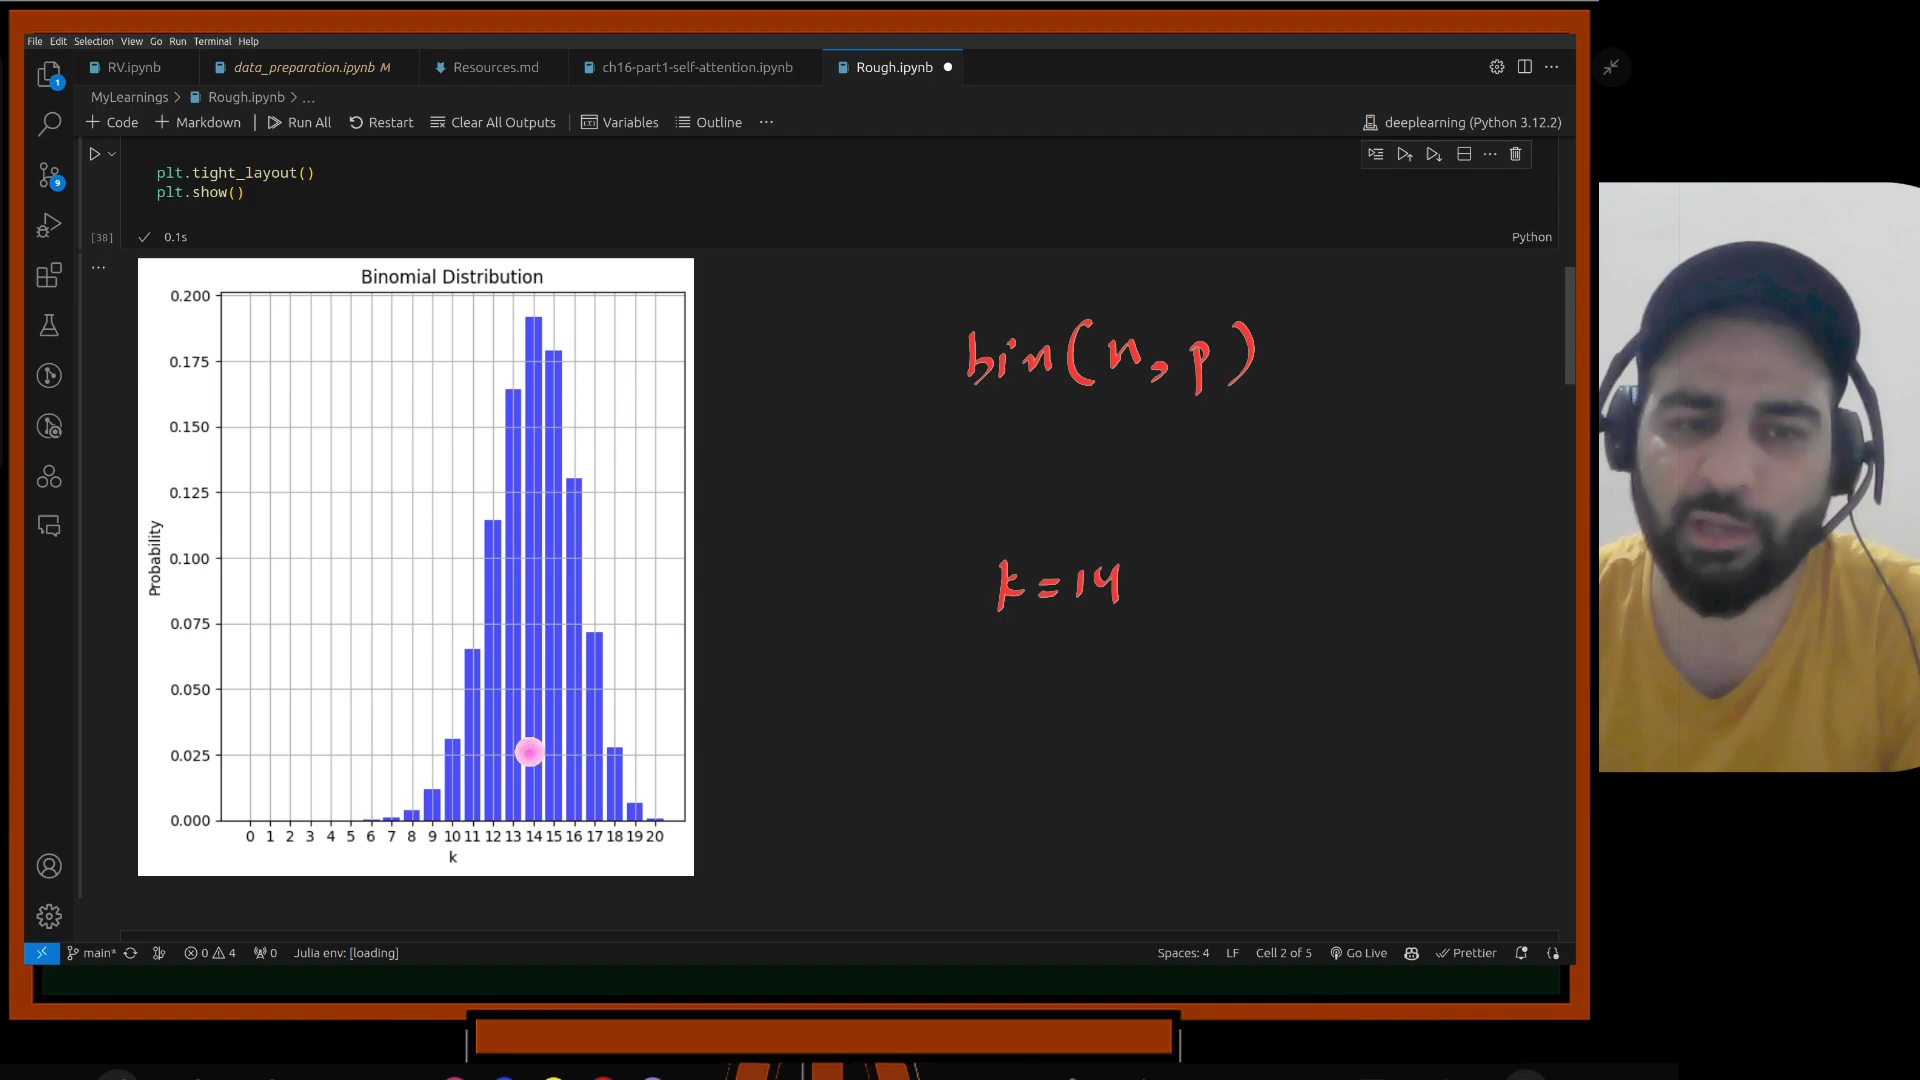 File Edit Selection View Go Run Terminal Help
RV.ipynb data_preparation.ipynb M Resources.md ch16-part1-self-attention.ipynb Rough.ipynb
MyLearnings > Rough.ipynb > ...
+ Code + Markdown Run All Restart Clear All Outputs Variables Outline ... deeplearning (Python 3.12.2)
plt.tight_layout()
plt.show()
[38] 0.1s Python
Binomial Distribution
0.200
0.175
0.150
0.125
0.100
0.075
0.050
0.025
0.000
Probability
0 1 2 3 4 5 6 7 8 9 10 11 12 13 14 15 16 17 18 19 20
k
bin(n, p)
k = 14
1
9
main* 0 4 0 Julia env: [loading] Spaces: 4 LF Cell 2 of 5 Go Live Prettier